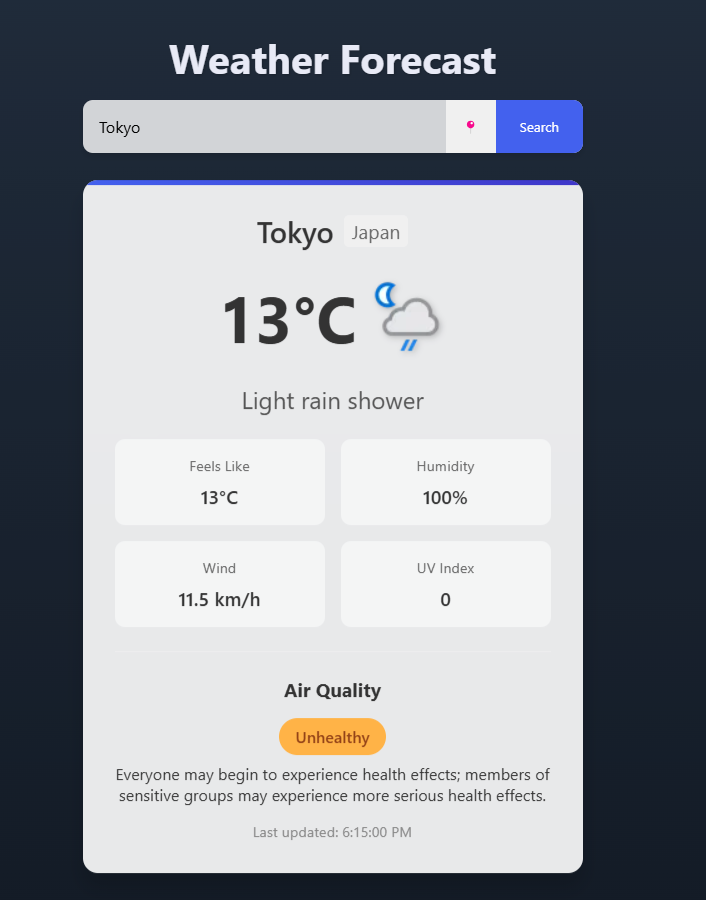 Weather Forecast
Tokyo
Search
Tokyo Japan
13°C
Light rain shower
Feels Like
13°C
Humidity
100%
Wind
11.5 km/h
UV Index
0
Air Quality
Unhealthy
Everyone may begin to experience health effects; members of
sensitive groups may experience more serious health effects.
Last updated: 6:15:00 PM